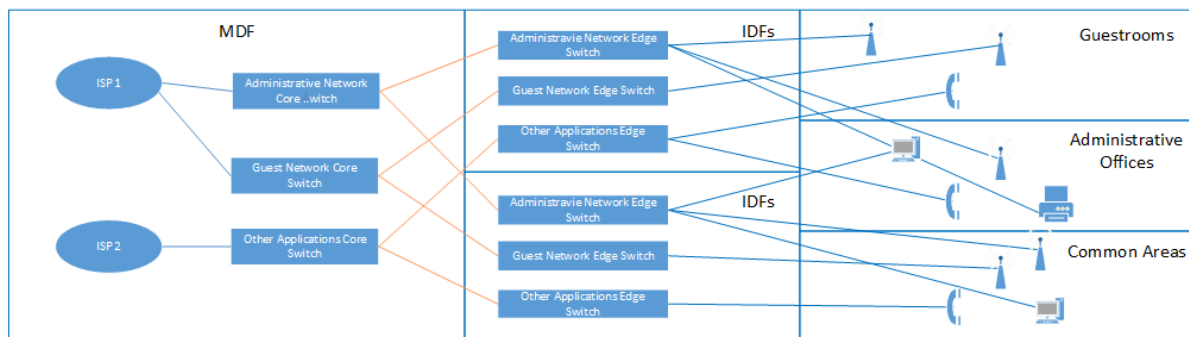 MDF
ISP 1
ISP 2
Administrative Network
Core ..witch
Guest Network Core
Switch
Other Applications Core
Switch
IDFs
Administravie Network Edge
Switch
Guest Network Edge Switch
Other Applications Edge
Switch
IDFs
Administravie Network Edge
Switch
Guest Network Edge Switch
Other Applications Edge
Switch
Guestrooms
Administrative
Offices
Common Areas